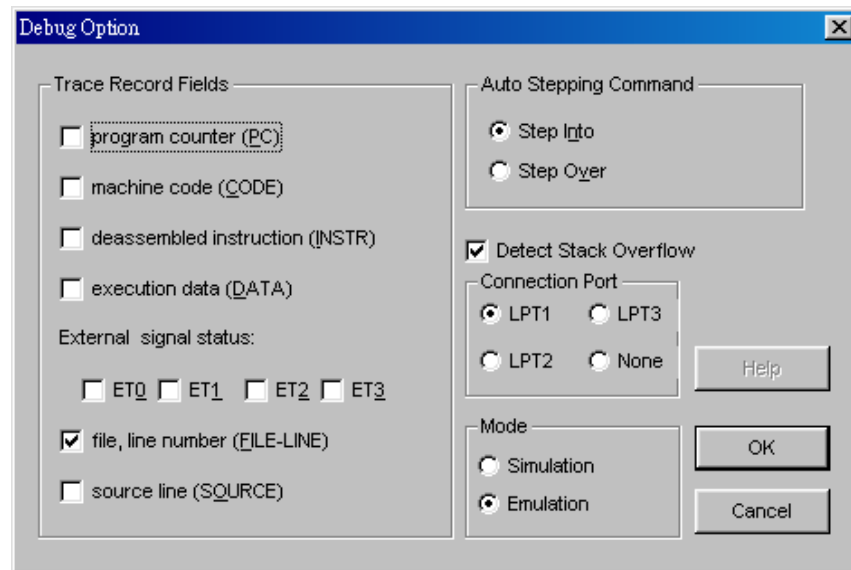 Debug Option
Trace Record Fields
program counter (PC)
machine code (CODE)
deassembled instruction (INSTR)
execution data (DATA)
External signal status:
ET0 ET1 ET2 ET3
file, line number (FILE-LINE)
source line (SOURCE)
Auto Stepping Command
Step Into
Step Over
Detect Stack Overflow
Connection Port
LPT1 LPT3
LPT2 None
Mode
Simulation
Emulation
Help
OK
Cancel